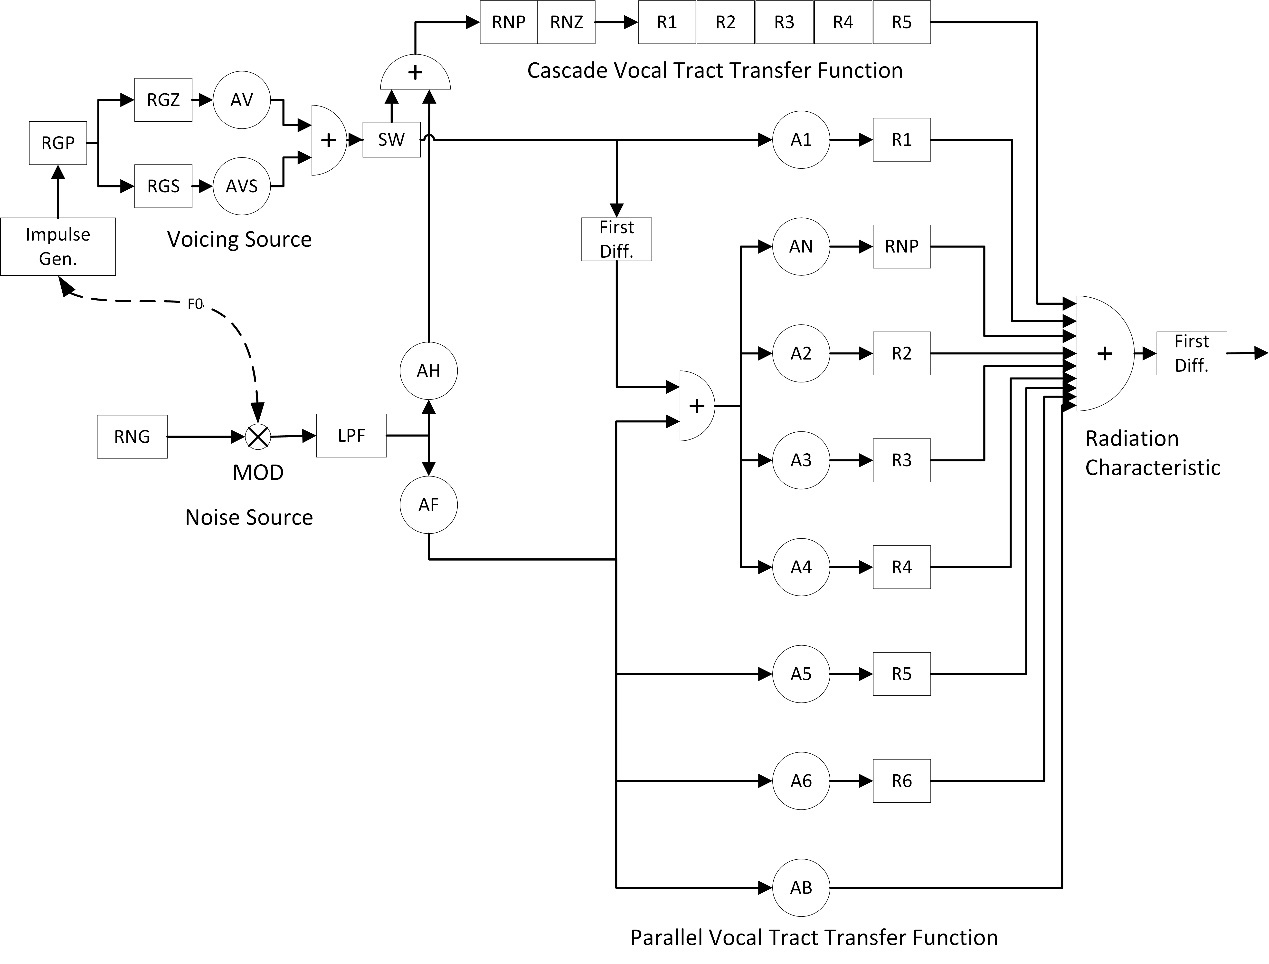 RNP RNZ R1 R2 R3 R4 R5
+
Cascade Vocal Tract Transfer Function
RGZ AV
RGP + SW A1 R1
RGS AVS
Impulse
Gen.
Voicing Source
First
Diff.
AN RNP
F0
A2 R2
+
First
Diff.
AH
+
RNG LPF
MOD
Noise Source
A3 R3
Radiation
Characteristic
AF
A4 R4
A5 R5
A6 R6
AB
Parallel Vocal Tract Transfer Function